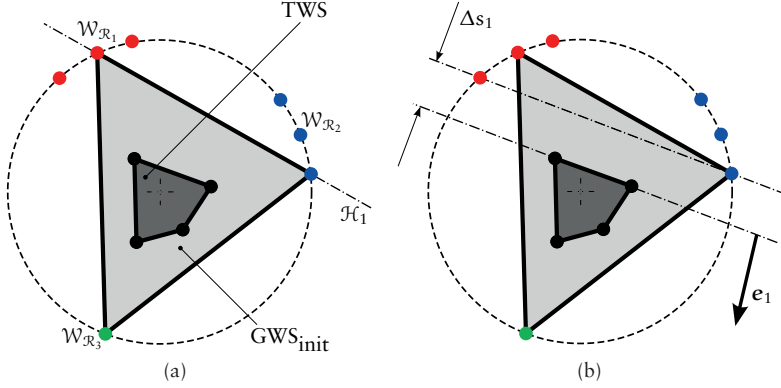 TWS
𝒲ℛ₁
𝒲ℛ₂
ℋ₁
𝒲ℛ₃
GWSinit
(a)
Δs₁
e₁
(b)